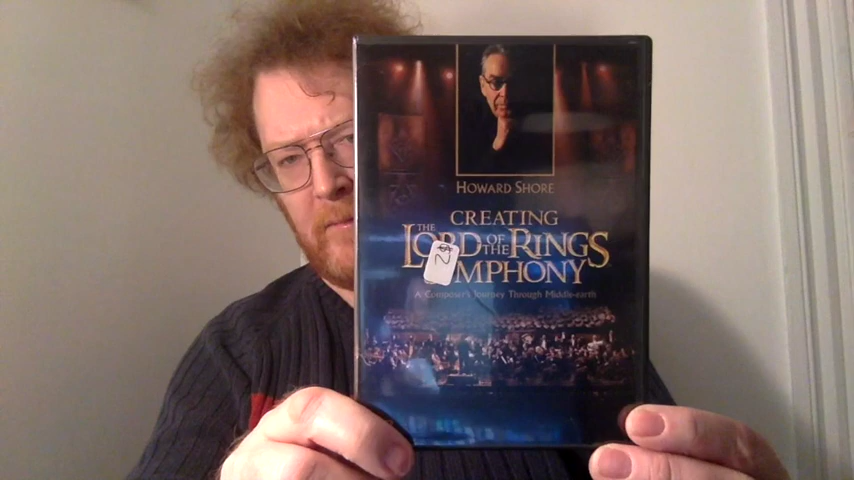 HOWARD SHORE
CREATING
THE
LORD OF THE RINGS
SYMPHONY
A Composer's Journey Through Middle-earth